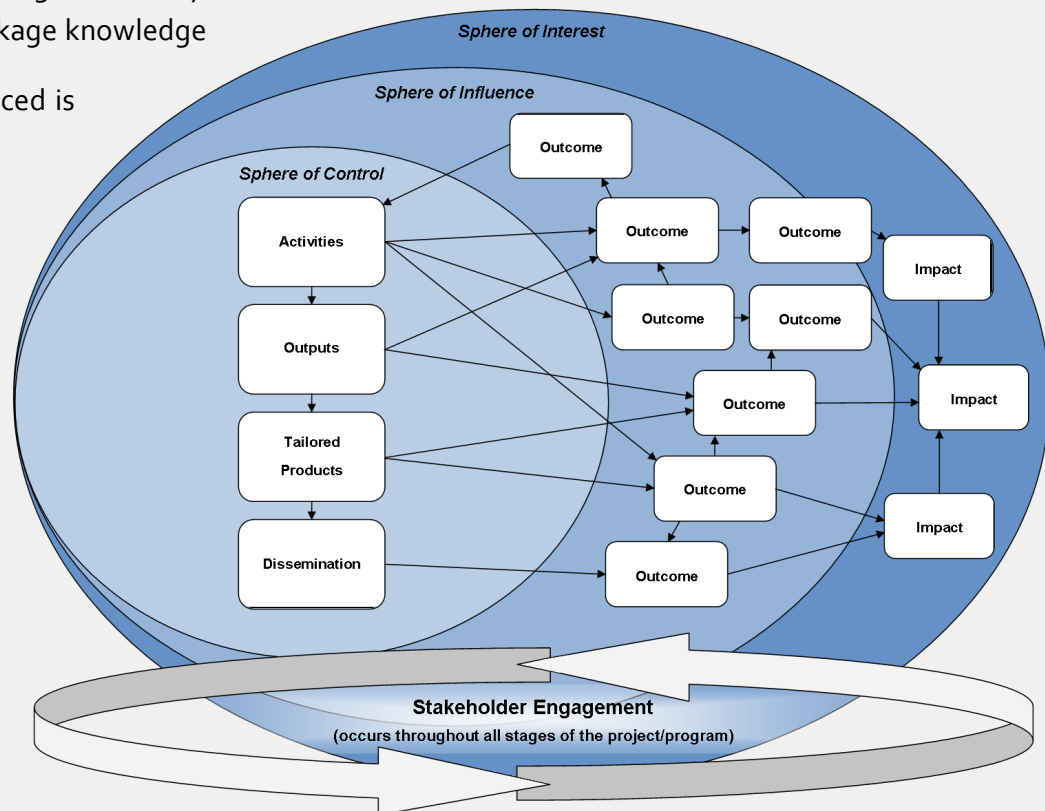 kage knowledge
ced is
Sphere of Interest
Sphere of Influence
Sphere of Control
Outcome
Activities
Outcome
Outcome
Impact
Outputs
Outcome
Outcome
Impact
Outcome
Tailored
Products
Outcome
Impact
Dissemination
Outcome
Stakeholder Engagement
(occurs throughout all stages of the project/program)